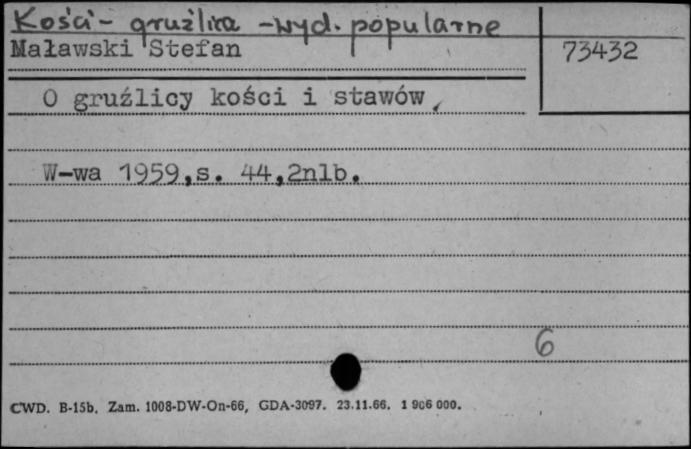 Kości - gruźlica - wyd. popularne
Maławski Stefan
73432
O gruźlicy kości i stawów,
W-wa 1959,s. 44,2nlb.
6
CWD. B-15b. Zam. 1008-DW-On-66, GDA-3097. 23.11.66. 1 906 000.